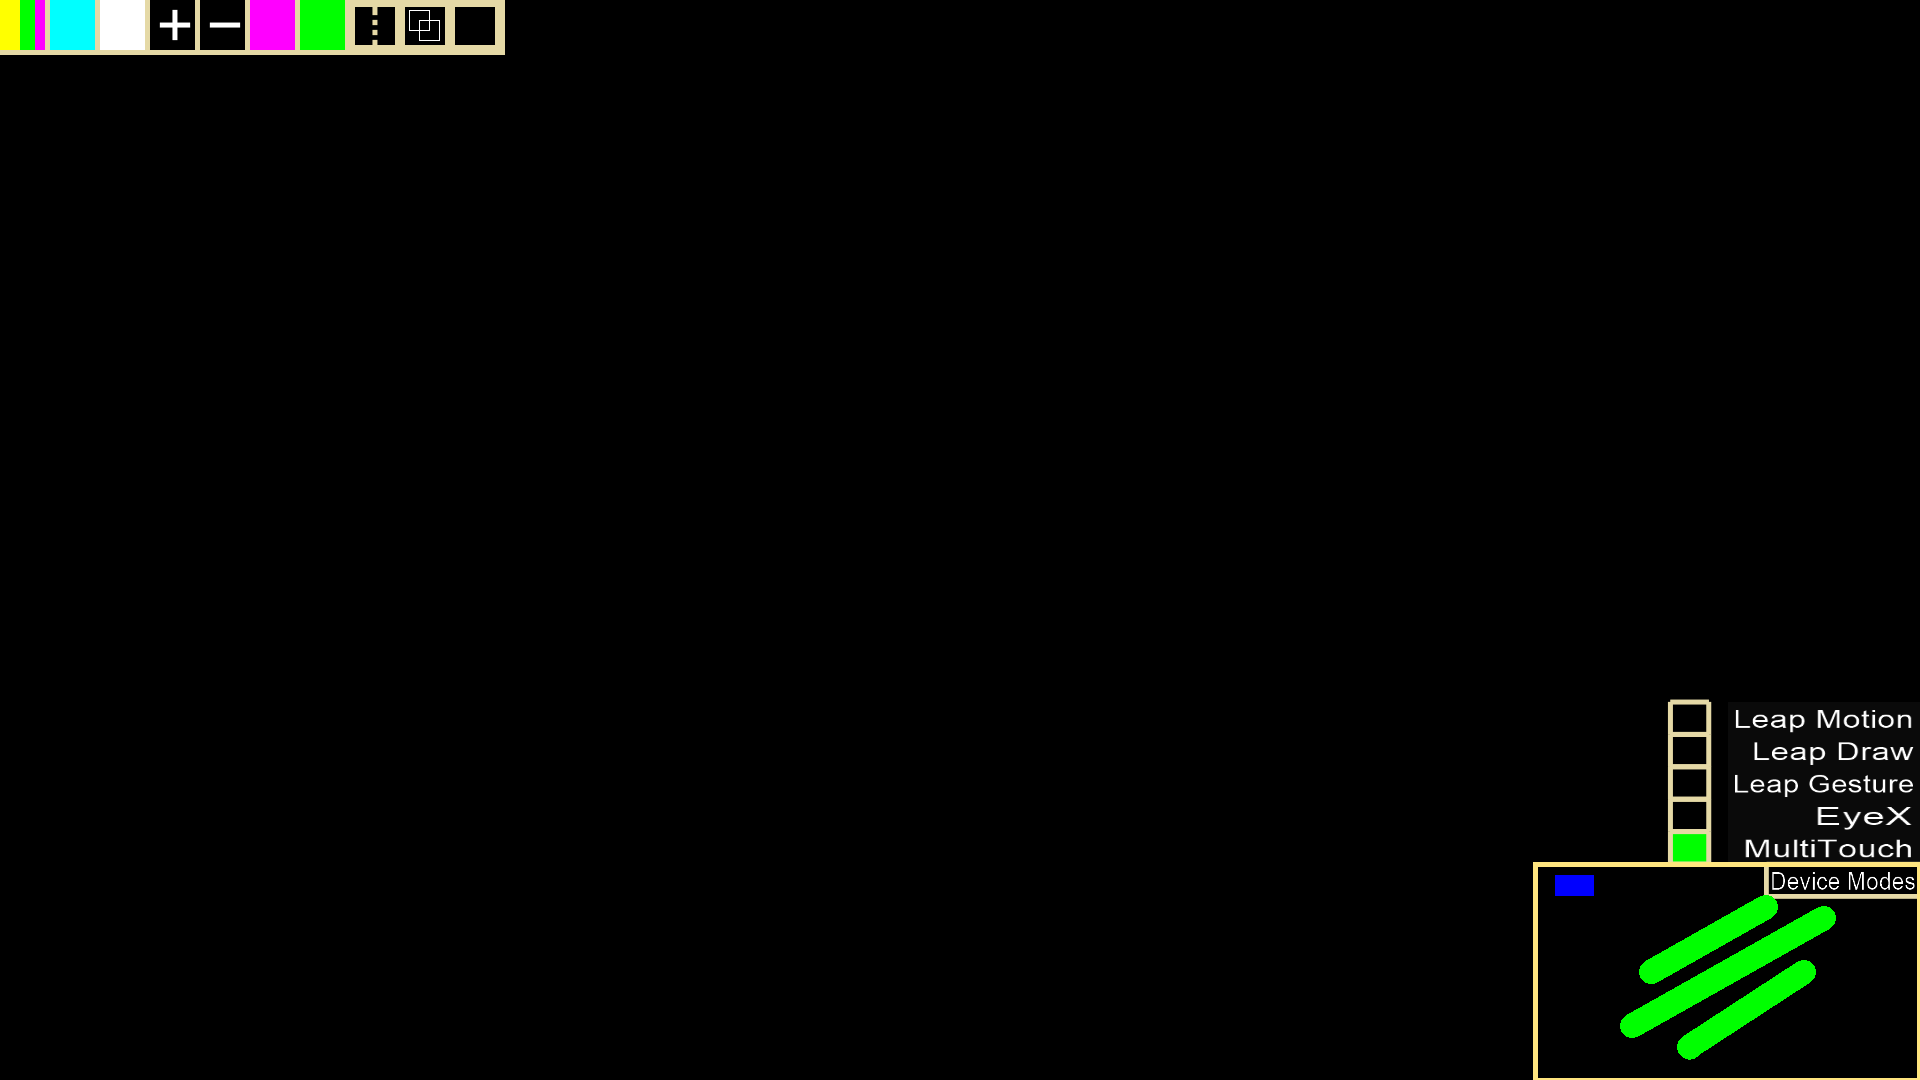 Leap Motion
Leap Draw
Leap Gesture
EyeX
MultiTouch
Device Modes